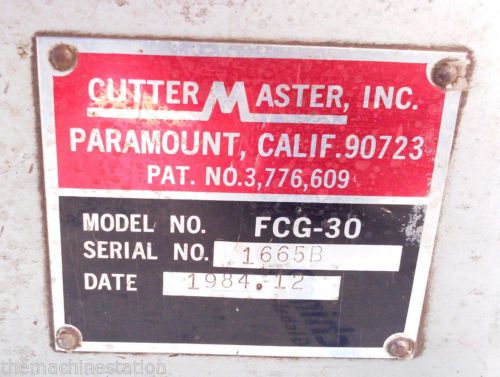 CUTTER MASTER, INC.
PARAMOUNT, CALIF.90723
PAT. NO.3,776,609
MODEL NO. FCG-30
SERIAL NO. 1665B
DATE 1984.12
themachinestation